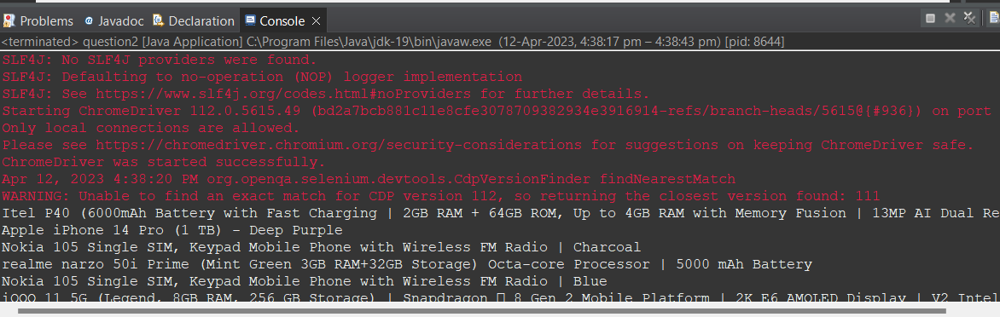 Problems @ Javadoc Declaration Console
<terminated> question2 [Java Application] C:\Program Files\Java\jdk-19\bin\javaw.exe (12-Apr-2023, 4:38:17 pm – 4:38:43 pm) [pid: 8644]
SLF4J: No SLF4J providers were found.
SLF4J: Defaulting to no-operation (NOP) logger implementation
SLF4J: See https://www.slf4j.org/codes.html#noProviders for further details.
Starting ChromeDriver 112.0.5615.49 (bd2a7bcb881c11e8cfe3078709382934e3916914-refs/branch-heads/5615@{#936}) on port
Only local connections are allowed.
Please see https://chromedriver.chromium.org/security-considerations for suggestions on keeping ChromeDriver safe.
ChromeDriver was started successfully.
Apr 12, 2023 4:38:20 PM org.openqa.selenium.devtools.CdpVersionFinder findNearestMatch
WARNING: Unable to find an exact match for CDP version 112, so returning the closest version found: 111
Itel P40 (6000mAh Battery with Fast Charging | 2GB RAM + 64GB ROM, Up to 4GB RAM with Memory Fusion | 13MP AI Dual Re
Apple iPhone 14 Pro (1 TB) - Deep Purple
Nokia 105 Single SIM, Keypad Mobile Phone with Wireless FM Radio | Charcoal
realme narzo 50i Prime (Mint Green 3GB RAM+32GB Storage) Octa-core Processor | 5000 mAh Battery
Nokia 105 Single SIM, Keypad Mobile Phone with Wireless FM Radio | Blue
iQOO 11 5G (Legend, 8GB RAM, 256 GB Storage) | Snapdragon 8 Gen 2 Mobile Platform | 2K E6 AMOLED Display | V2 Intel